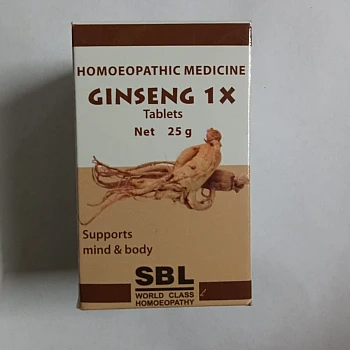 HOMOEOPATHIC MEDICINE
GINSENG 1X
Tablets
Net 25 g
Supports
mind & body
SBL
WORLD CLASS
HOMOEOPATHY